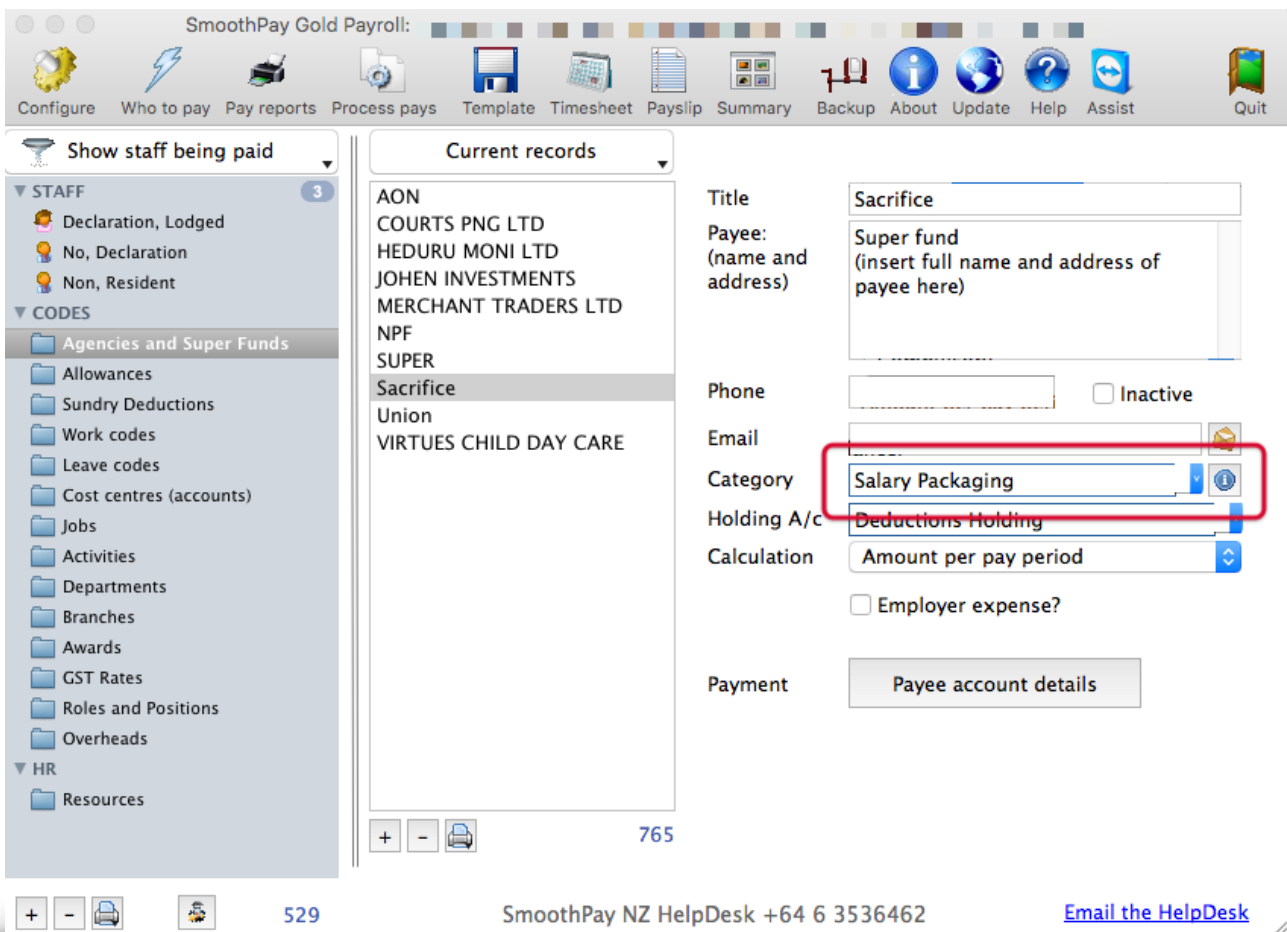 SmoothPay Gold Payroll:
Configure Who to pay Pay reports Process pays Template Timesheet Payslip Summary Backup About Update Help Assist Quit
Show staff being paid
STAFF 3
Declaration, Lodged
No, Declaration
Non, Resident
CODES
Agencies and Super Funds
Allowances
Sundry Deductions
Work codes
Leave codes
Cost centres (accounts)
Jobs
Activities
Departments
Branches
Awards
GST Rates
Roles and Positions
Overheads
HR
Resources
Current records
AON
COURTS PNG LTD
HEDURU MONI LTD
JOHEN INVESTMENTS
MERCHANT TRADERS LTD
NPF
SUPER
Sacrifice
Union
VIRTUES CHILD DAY CARE
+ - 765
Title Sacrifice
Payee:
(name and
address)
Super fund
(insert full name and address of
payee here)
Phone Inactive
Email
Category Salary Packaging
Holding A/c Deductions Holding
Calculation Amount per pay period
Employer expense?
Payment Payee account details
+ - 529 SmoothPay NZ HelpDesk +64 6 3536462 Email the HelpDesk